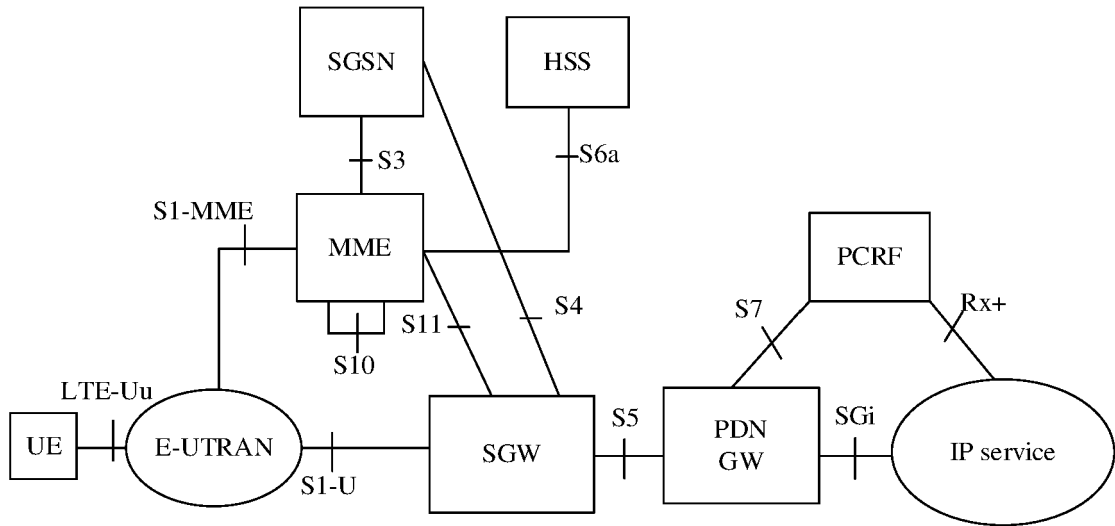 SGSN
HSS
S3
S6a
S1-MME
MME
PCRF
S11
S4
S7
Rx+
S10
LTE-Uu
UE
E-UTRAN
S1-U
SGW
S5
PDN
GW
SGi
IP service